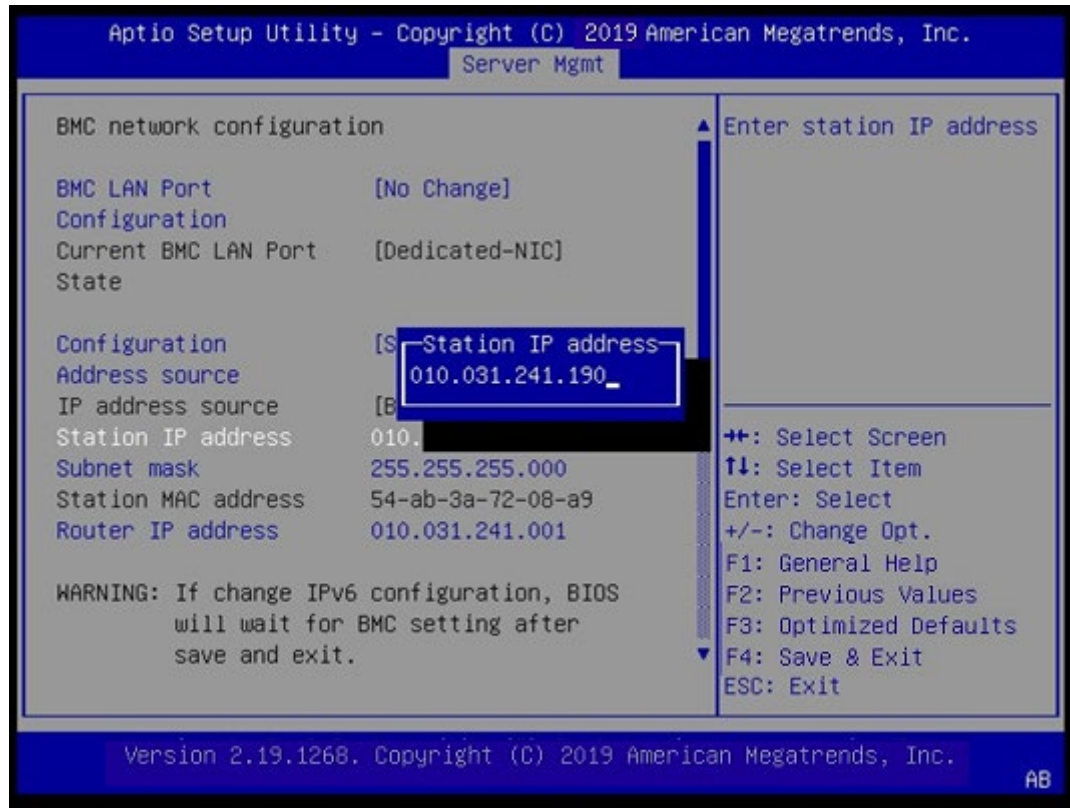 Aptio Setup Utility – Copyright (C) 2019 American Megatrends, Inc.
Server Mgmt
BMC network configuration
BMC LAN Port [No Change]
Configuration
Current BMC LAN Port [Dedicated-NIC]
State
Configuration [S
Address source
IP address source [B
Station IP address 010.
Subnet mask 255.255.255.000
Station MAC address 54-ab-3a-72-08-a9
Router IP address 010.031.241.001
WARNING: If change IPv6 configuration, BIOS
will wait for BMC setting after
save and exit.
Station IP address
010.031.241.190_
Enter station IP address
→←: Select Screen
↑↓: Select Item
Enter: Select
+/-: Change Opt.
F1: General Help
F2: Previous Values
F3: Optimized Defaults
F4: Save & Exit
ESC: Exit
Version 2.19.1268. Copyright (C) 2019 American Megatrends, Inc.
AB